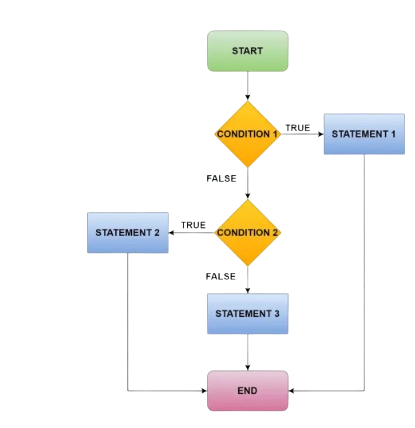 START
CONDITION 1
TRUE
STATEMENT 1
FALSE
STATEMENT 2
TRUE
CONDITION 2
FALSE
STATEMENT 3
END